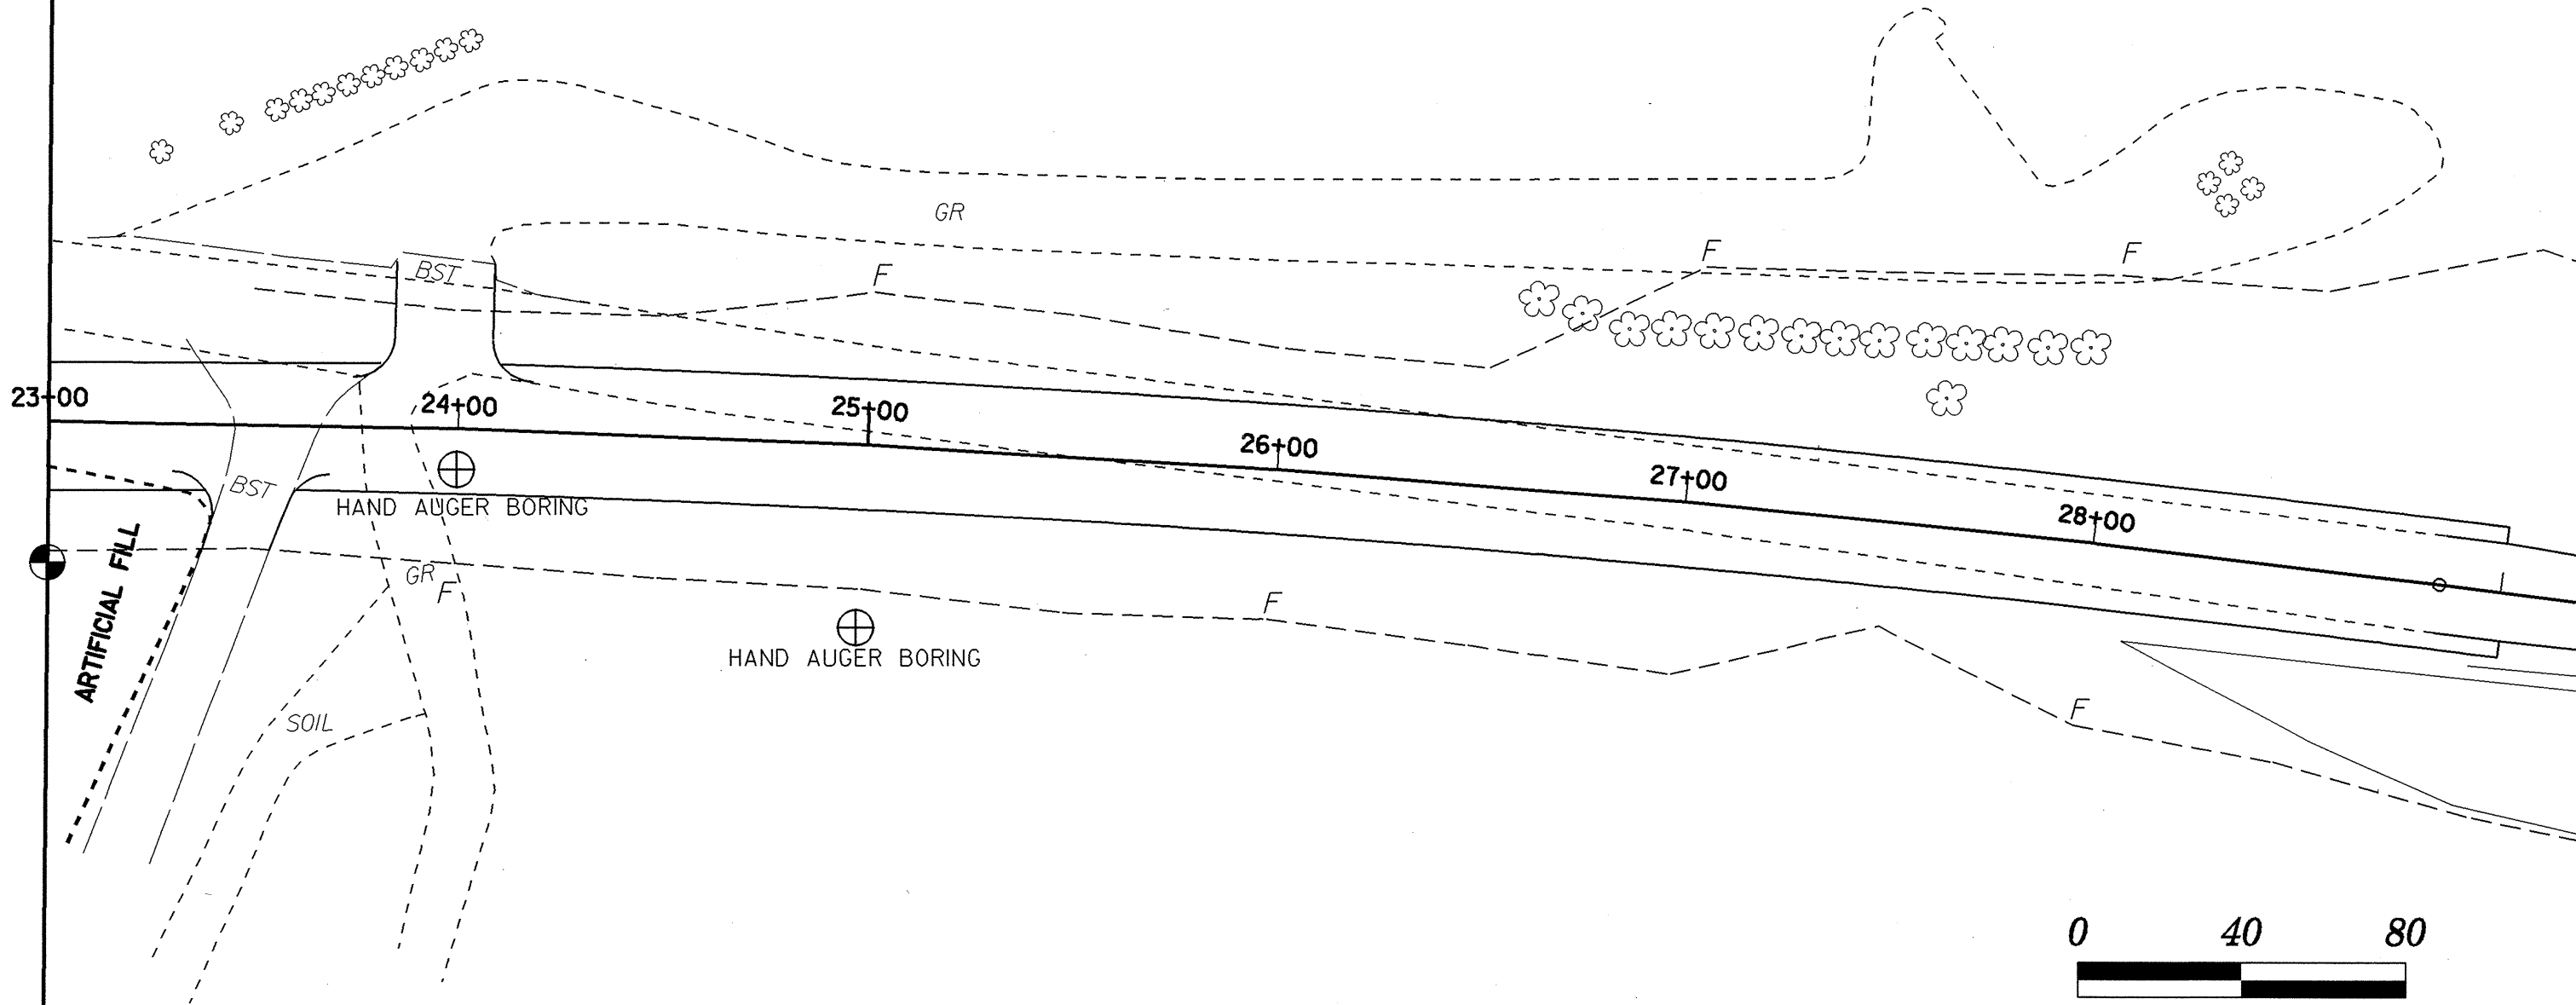 GR
F
F
BST
F
23+00
24+00
25+00
26+00
27+00
28+00
BST
HAND AUGER BORING
ARTIFICIAL FILL
GR
F
F
HAND AUGER BORING
SOIL
F
0 40 80